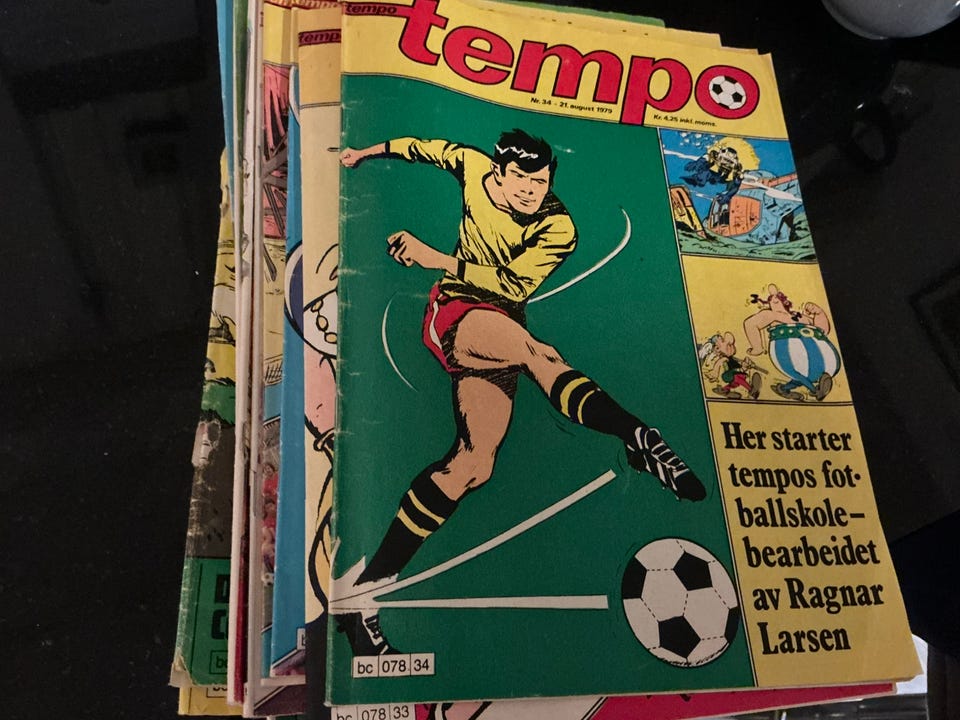 tempo
tempo
tempo
tempo
Nr. 34 - 21. august 1979
Kr. 4,25 inkl. moms.
Her starter
tempos fot-
ballskole-
bearbeidet
av Ragnar
Larsen
bc 078 34
bc 078 33